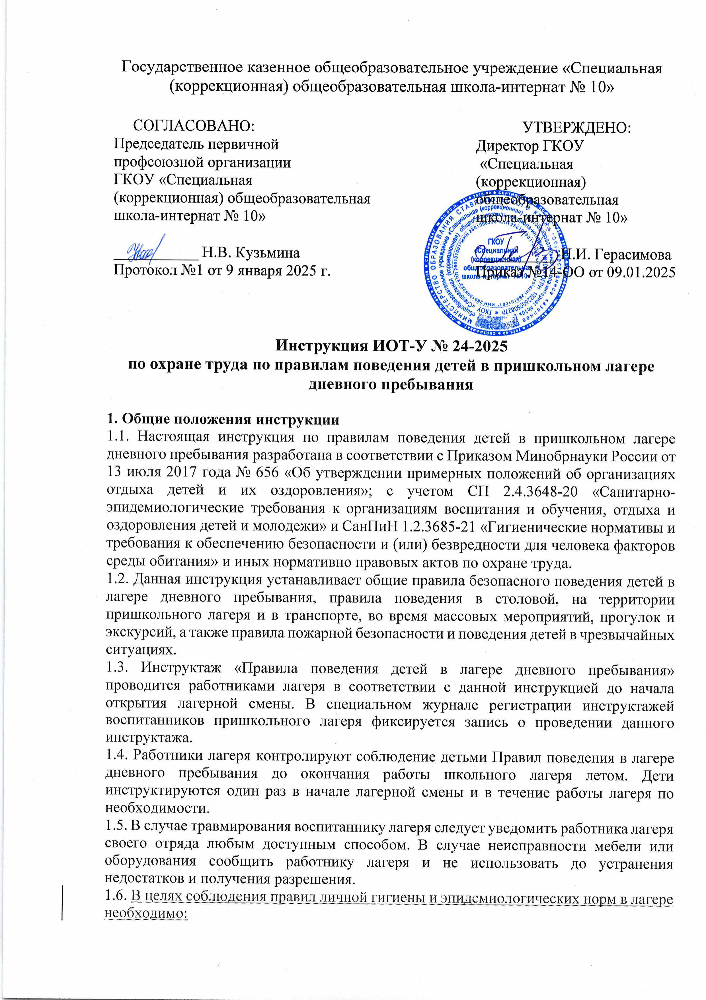 Государственное казенное общеобразовательное учреждение «Специальная
(коррекционная) общеобразовательная школа-интернат № 10»
СОГЛАСОВАНО:
Председатель первичной
профсоюзной организации
ГКОУ «Специальная
(коррекционная) общеобразовательная
школа-интернат № 10»
Н.В. Кузьмина
Протокол №1 от 9 января 2025 г.
УТВЕРЖДЕНО:
Директор ГКОУ
«Специальная
(коррекционная)
общеобразовательная
школа-интернат № 10»
Н.И. Герасимова
Приказ №14-ОО от 09.01.2025
ГКОУ
«Специальная
(коррекционная)
общеобразовательная
школа-интернат №10»
Инструкция ИОТ-У № 24-2025
по охране труда по правилам поведения детей в пришкольном лагере
дневного пребывания
1. Общие положения инструкции
1.1. Настоящая инструкция по правилам поведения детей в пришкольном лагере
дневного пребывания разработана в соответствии с Приказом Минобрнауки России от
13 июля 2017 года № 656 «Об утверждении примерных положений об организациях
отдыха детей и их оздоровления»; с учетом СП 2.4.3648-20 «Санитарно-
эпидемиологические требования к организациям воспитания и обучения, отдыха и
оздоровления детей и молодежи» и СанПиН 1.2.3685-21 «Гигиенические нормативы и
требования к обеспечению безопасности и (или) безвредности для человека факторов
среды обитания» и иных нормативно правовых актов по охране труда.
1.2. Данная инструкция устанавливает общие правила безопасного поведения детей в
лагере дневного пребывания, правила поведения в столовой, на территории
пришкольного лагеря и в транспорте, во время массовых мероприятий, прогулок и
экскурсий, а также правила пожарной безопасности и поведения детей в чрезвычайных
ситуациях.
1.3. Инструктаж «Правила поведения детей в лагере дневного пребывания»
проводится работниками лагеря в соответствии с данной инструкцией до начала
открытия лагерной смены. В специальном журнале регистрации инструктажей
воспитанников пришкольного лагеря фиксируется запись о проведении данного
инструктажа.
1.4. Работники лагеря контролируют соблюдение детьми Правил поведения в лагере
дневного пребывания до окончания работы школьного лагеря летом. Дети
инструктируются один раз в начале лагерной смены и в течение работы лагеря по
необходимости.
1.5. В случае травмирования воспитаннику лагеря следует уведомить работника лагеря
своего отряда любым доступным способом. В случае неисправности мебели или
оборудования сообщить работнику лагеря и не использовать до устранения
недостатков и получения разрешения.
1.6. В целях соблюдения правил личной гигиены и эпидемиологических норм в лагере
необходимо: